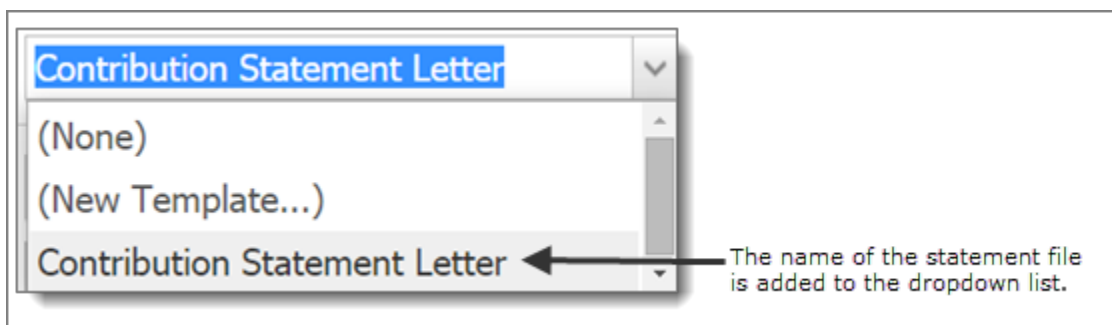 Contribution Statement Letter
(None)
(New Template...)
Contribution Statement Letter
The name of the statement file
is added to the dropdown list.